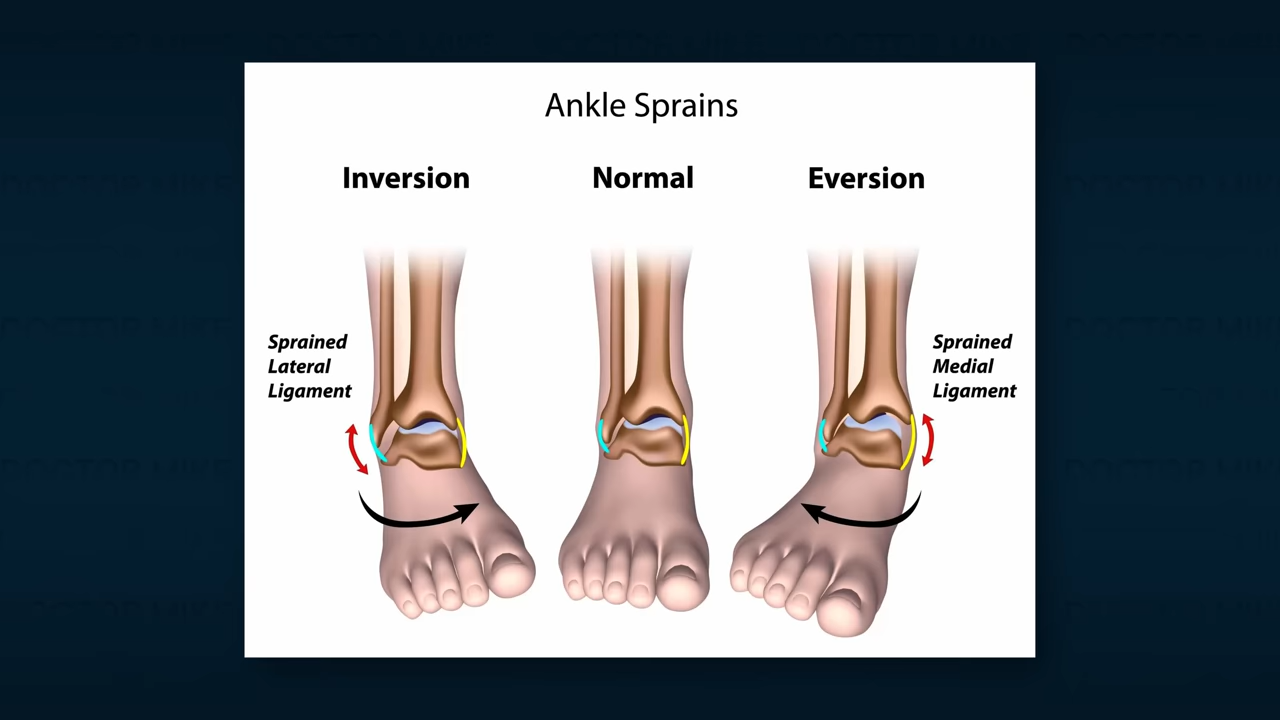 Ankle Sprains
Inversion
Normal
Eversion
Sprained
Lateral
Ligament
Sprained
Medial
Ligament